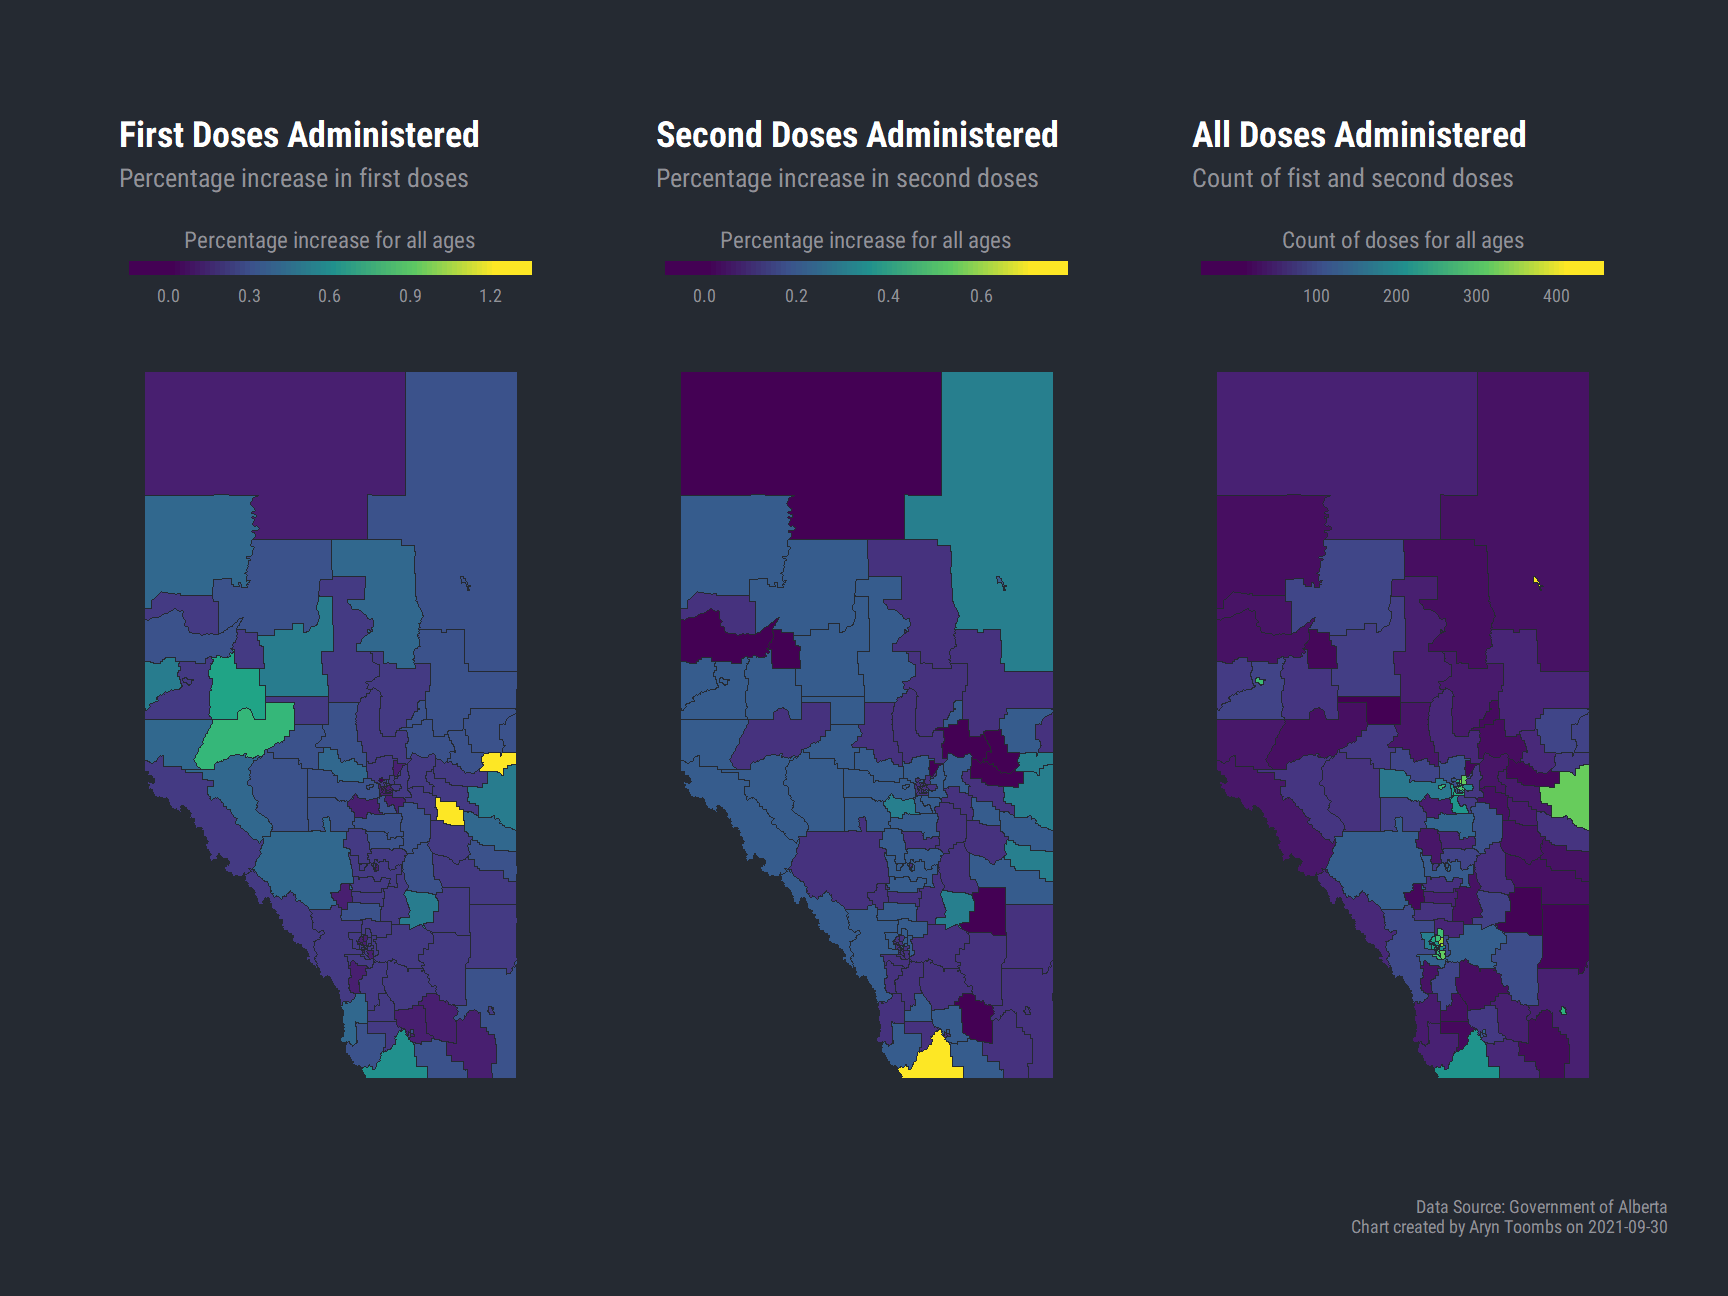 First Doses Administered
Percentage increase in first doses
Percentage increase for all ages
0.0 0.3 0.6 0.9 1.2
Second Doses Administered
Percentage increase in second doses
Percentage increase for all ages
0.0 0.2 0.4 0.6
All Doses Administered
Count of fist and second doses
Count of doses for all ages
100 200 300 400
Data Source: Government of Alberta
Chart created by Aryn Toombs on 2021-09-30